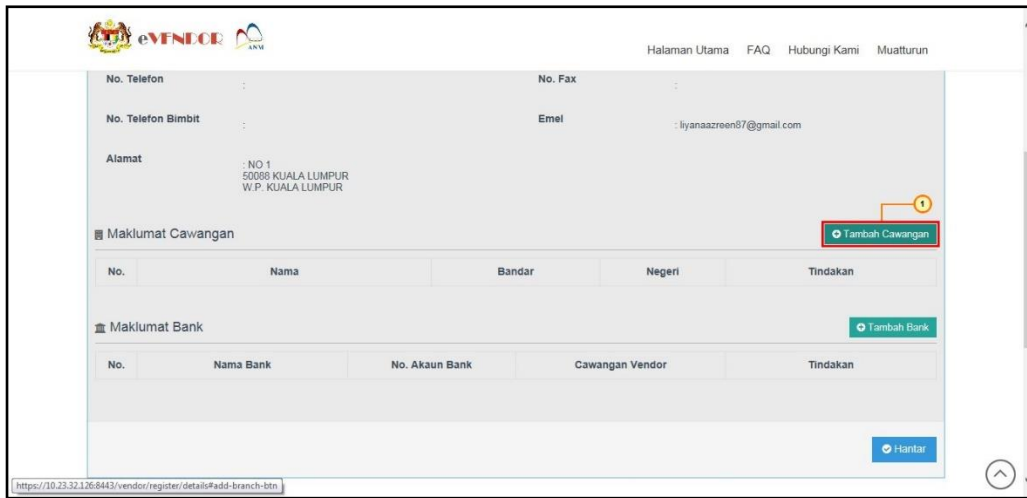 eVENDOR ANM
Halaman Utama FAQ Hubungi Kami Muatturun
No. Telefon : No. Fax :
No. Telefon Bimbit : Emel : liyanaazreen87@gmail.com
Alamat : NO 1
50088 KUALA LUMPUR
W.P. KUALA LUMPUR
1
Maklumat Cawangan Tambah Cawangan
No. Nama Bandar Negeri Tindakan
Maklumat Bank Tambah Bank
No. Nama Bank No. Akaun Bank Cawangan Vendor Tindakan
Hantar
https://10.23.32.126:8443/vendor/register/details#add-branch-btn